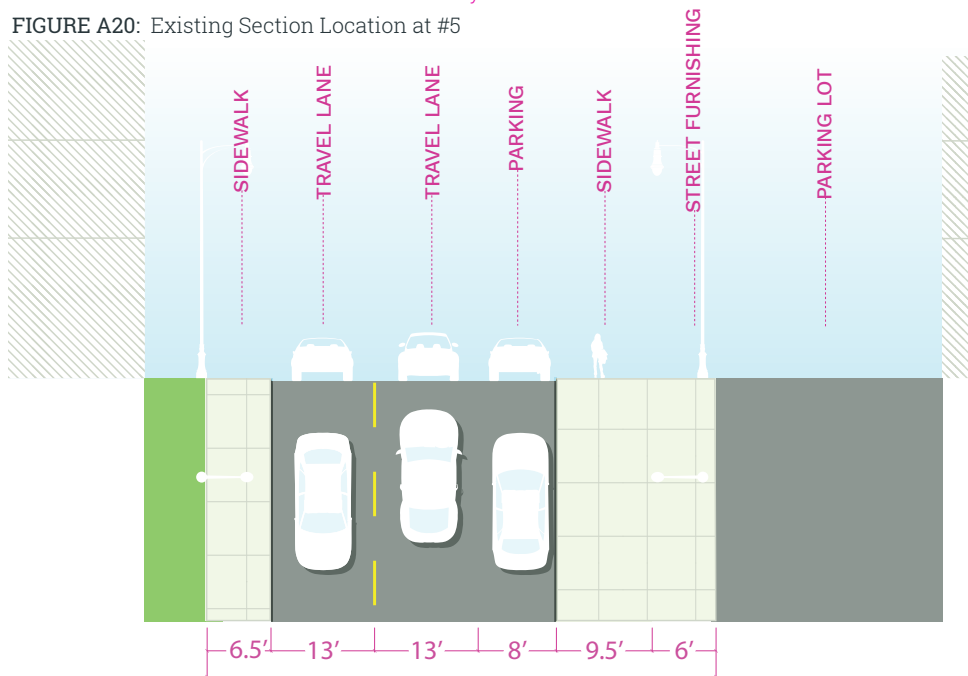 FIGURE A20: Existing Section Location at #5
SIDEWALK
TRAVEL LANE
TRAVEL LANE
PARKING
SIDEWALK
STREET FURNISHING
PARKING LOT
6.5’
13’
13’
8’
9.5’
6’